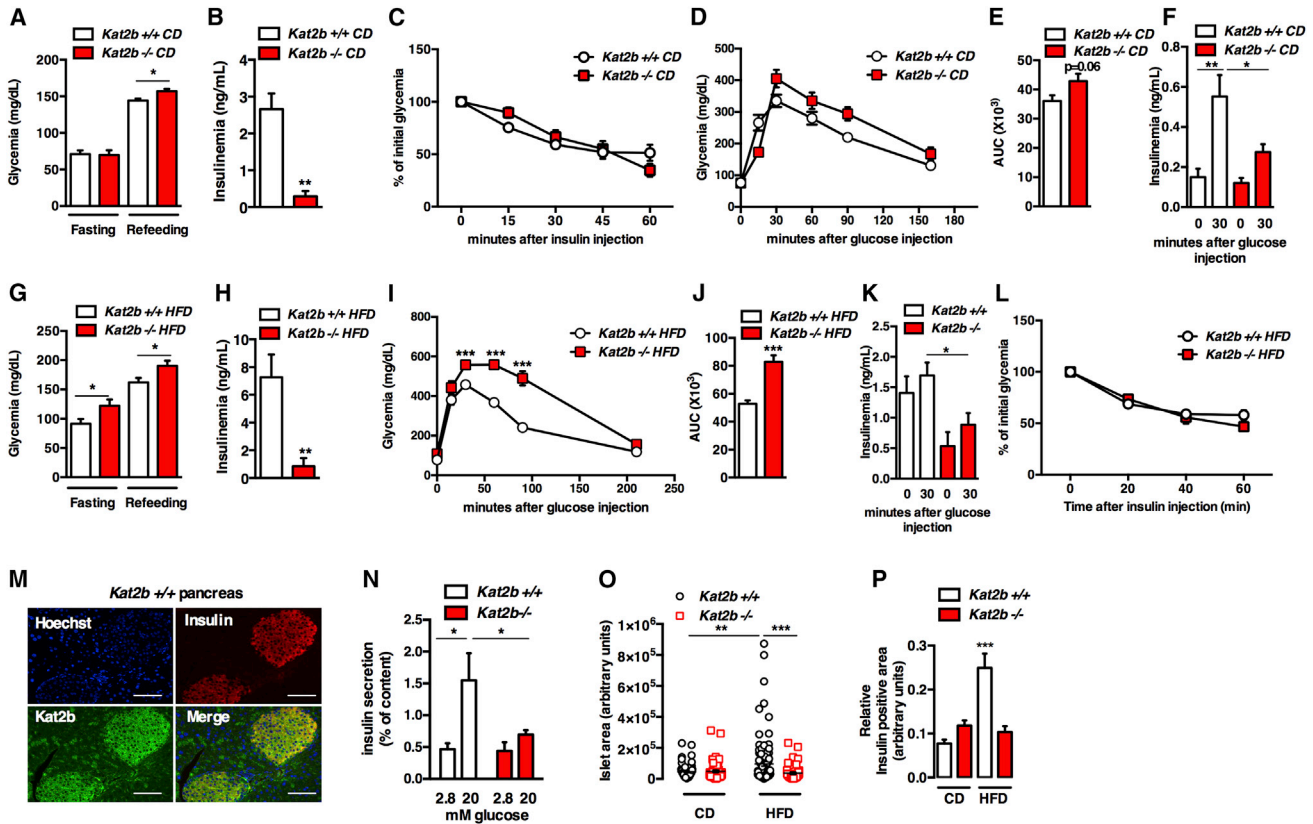 A
Kat2b +/+ CD
Kat2b -/- CD
Glycemia (mg/dL)
200
150
100
50
0
*
Fasting
Refeeding
B
Kat2b +/+ CD
Kat2b -/- CD
Insulinemia (ng/mL)
4
3
2
1
0
**
C
Kat2b +/+ CD
Kat2b -/- CD
% of initial glycemia
150
100
50
0
0 15 30 45 60
minutes after insulin injection
D
Kat2b +/+ CD
Kat2b -/- CD
Glycemia (mg/dL)
500
400
300
200
100
0
0 30 60 90 120 150 180
minutes after glucose injection
E
Kat2b +/+ CD
Kat2b -/- CD
p=0.06
AUC (X10³)
50
40
30
20
10
0
F
Kat2b +/+ CD
Kat2b -/- CD
Insulinemia (ng/mL)
0.8
0.6
0.4
0.2
0.0
** *
0 30 0 30
minutes after glucose
injection
G
Kat2b +/+ HFD
Kat2b -/- HFD
Glycemia (mg/dL)
250
200
150
100
50
0
* *
Fasting
Refeeding
H
Kat2b +/+ HFD
Kat2b -/- HFD
Insulinemia (ng/mL)
10
8
6
4
2
0
**
I
Kat2b +/+ HFD
Kat2b -/- HFD
Glycemia (mg/dL)
800
600
400
200
0
*** *** ***
0 50 100 150 200 250
minutes after glucose injection
J
Kat2b +/+ HFD
Kat2b -/- HFD
AUC (X10³)
100
80
60
40
20
0
***
K
Kat2b +/+
Kat2b -/-
Insulinemia (ng/mL)
2.5
2.0
1.5
1.0
0.5
0.0
*
0 30 0 30
minutes after glucose
injection
L
Kat2b +/+ HFD
Kat2b -/- HFD
% of initial glycemia
150
100
50
0
0 20 40 60
Time after insulin injection (min)
M
Kat2b +/+ pancreas
Hoechst
Insulin
Kat2b
Merge
N
Kat2b +/+
Kat2b-/-
insulin secretion
(% of content)
2.5
2.0
1.5
1.0
0.5
0.0
* *
2.8 20 2.8 20
mM glucose
O
Kat2b +/+
Kat2b -/-
Islet area (arbitrary units)
1×10⁶
8×10⁵
6×10⁵
4×10⁵
2×10⁵
0
** ***
CD
HFD
P
Kat2b +/+
Kat2b -/-
Relative
Insulin positive area
(arbitrary units)
0.4
0.3
0.2
0.1
0.0
***
CD
HFD